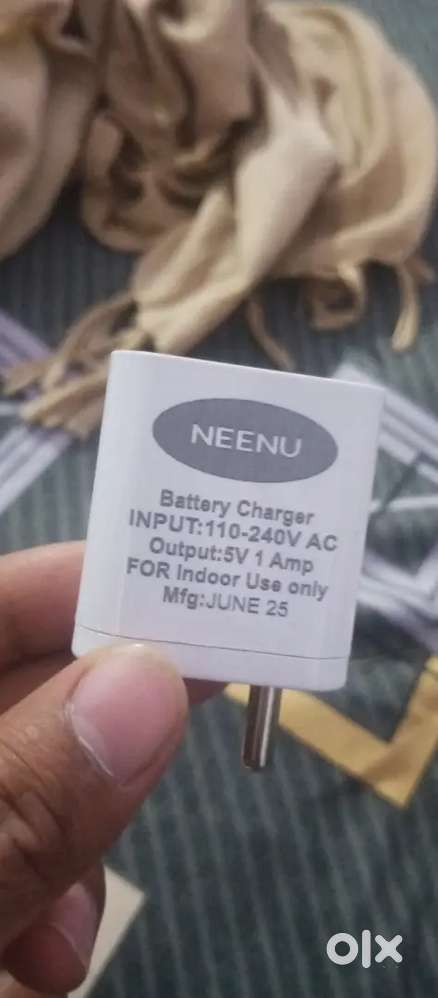 NEENU
Battery Charger
INPUT:110-240V AC
Output:5V 1 Amp
FOR Indoor Use only
Mfg:JUNE 25
olx